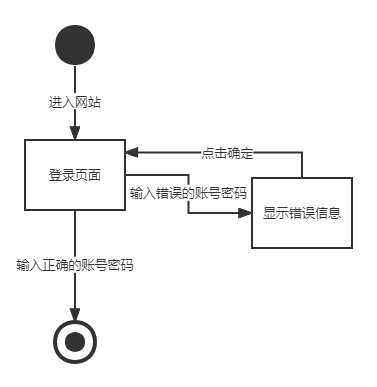 进入网站
点击确定
登录页面
输入错误的账号密码
显示错误信息
输入正确的账号密码